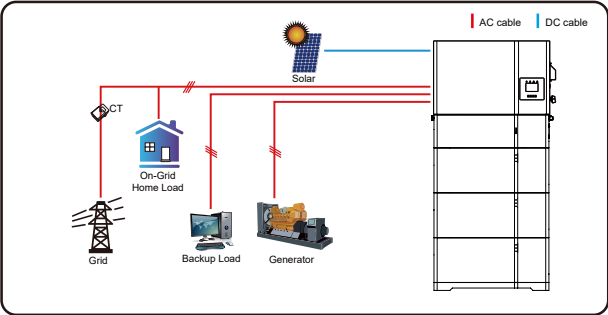 AC cable
DC cable
Solar
CT
On-Grid
Home Load
Grid
Backup Load
Generator